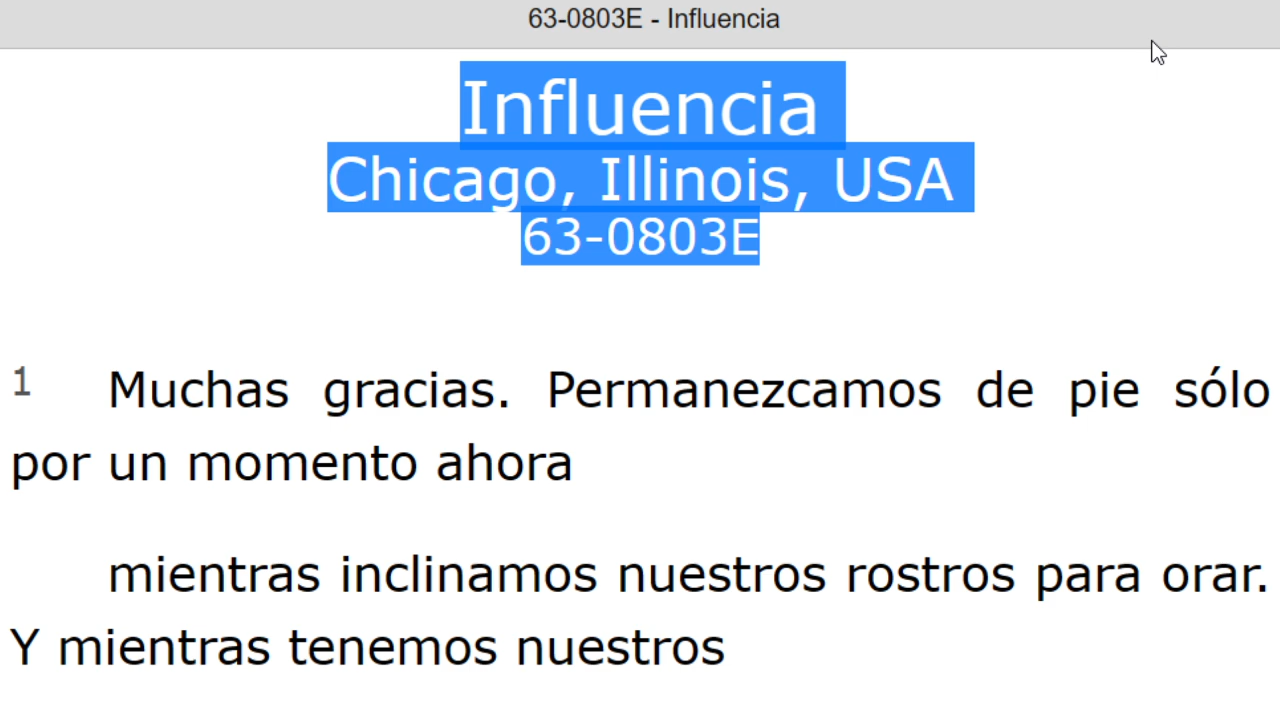 63-0803E - Influencia
Influencia
Chicago, Illinois, USA
63-0803E
1 Muchas gracias. Permanezcamos de pie sólo
por un momento ahora
mientras inclinamos nuestros rostros para orar.
Y mientras tenemos nuestros